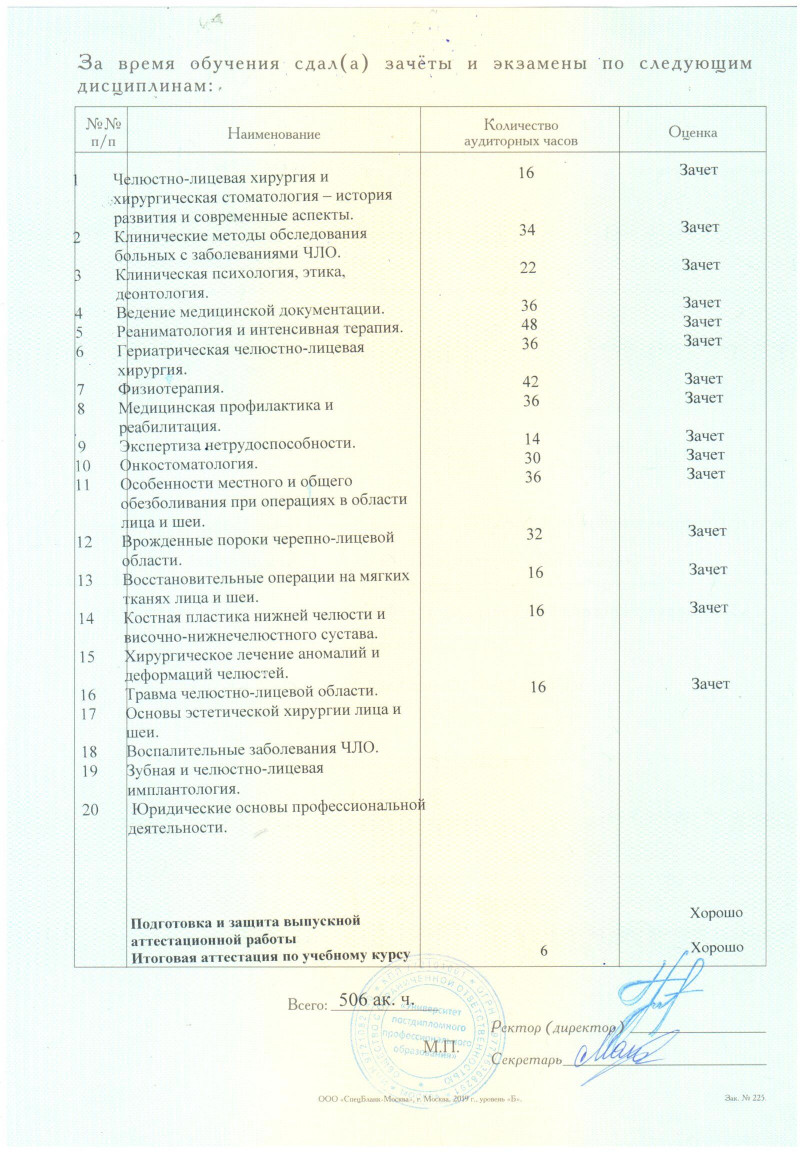 За время обучения сдал(а) зачёты и экзамены по следующим
дисциплинам:
№№ п/п Наименование Количество аудиторных часов Оценка
1 Челюстно-лицевая хирургия и 16 Зачет
хирургическая стоматология – история
развития и современные аспекты.
2 Клинические методы обследования 34 Зачет
больных с заболеваниями ЧЛО.
3 Клиническая психология, этика, 22 Зачет
деонтология.
4 Ведение медицинской документации. 36 Зачет
5 Реаниматология и интенсивная терапия. 48 Зачет
6 Гериатрическая челюстно-лицевая 36 Зачет
хирургия.
7 Физиотерапия. 42 Зачет
8 Медицинская профилактика и 36 Зачет
реабилитация.
9 Экспертиза нетрудоспособности. 14 Зачет
10 Онкостоматология. 30 Зачет
11 Особенности местного и общего 36 Зачет
обезболивания при операциях в области
лица и шеи.
12 Врожденные пороки черепно-лицевой 32 Зачет
области.
13 Восстановительные операции на мягких 16 Зачет
тканях лица и шеи.
14 Костная пластика нижней челюсти и 16 Зачет
височно-нижнечелюстного сустава.
15 Хирургическое лечение аномалий и
деформаций челюстей.
16 Травма челюстно-лицевой области. 16 Зачет
17 Основы эстетической хирургии лица и
шеи.
18 Воспалительные заболевания ЧЛО.
19 Зубная и челюстно-лицевая
имплантология.
20 Юридические основы профессиональной
деятельности.
Подготовка и защита выпускной Хорошо
аттестационной работы
Итоговая аттестация по учебному курсу 6 Хорошо
Всего: 506 ак. ч.
«Университет
постдипломного
профессионального
образования»
М.П.
Ректор (директор)
Секретарь
ООО «СпецБланк-Москва», г. Москва, 2019 г., уровень «Б». Зак. № 225.